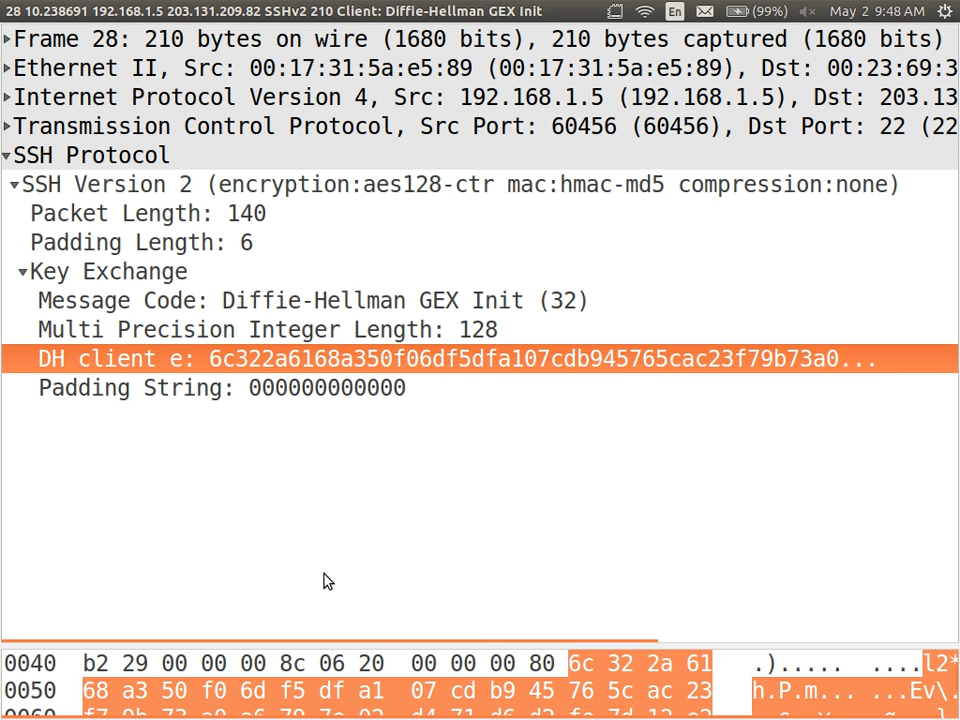 28 10.238691 192.168.1.5 203.131.209.82 SSHv2 210 Client: Diffie-Hellman GEX Init En (99%) May 2 9:48 AM
Frame 28: 210 bytes on wire (1680 bits), 210 bytes captured (1680 bits)
Ethernet II, Src: 00:17:31:5a:e5:89 (00:17:31:5a:e5:89), Dst: 00:23:69:3
Internet Protocol Version 4, Src: 192.168.1.5 (192.168.1.5), Dst: 203.13
Transmission Control Protocol, Src Port: 60456 (60456), Dst Port: 22 (22
SSH Protocol
SSH Version 2 (encryption:aes128-ctr mac:hmac-md5 compression:none)
Packet Length: 140
Padding Length: 6
Key Exchange
Message Code: Diffie-Hellman GEX Init (32)
Multi Precision Integer Length: 128
DH client e: 6c322a6168a350f06df5dfa107cdb945765cac23f79b73a0...
Padding String: 000000000000
0040 b2 29 00 00 00 8c 06 20 00 00 00 80 6c 32 2a 61 .)..... ....l2*
0050 68 a3 50 f0 6d f5 df a1 07 cd b9 45 76 5c ac 23 h.P.m... ...Ev\.